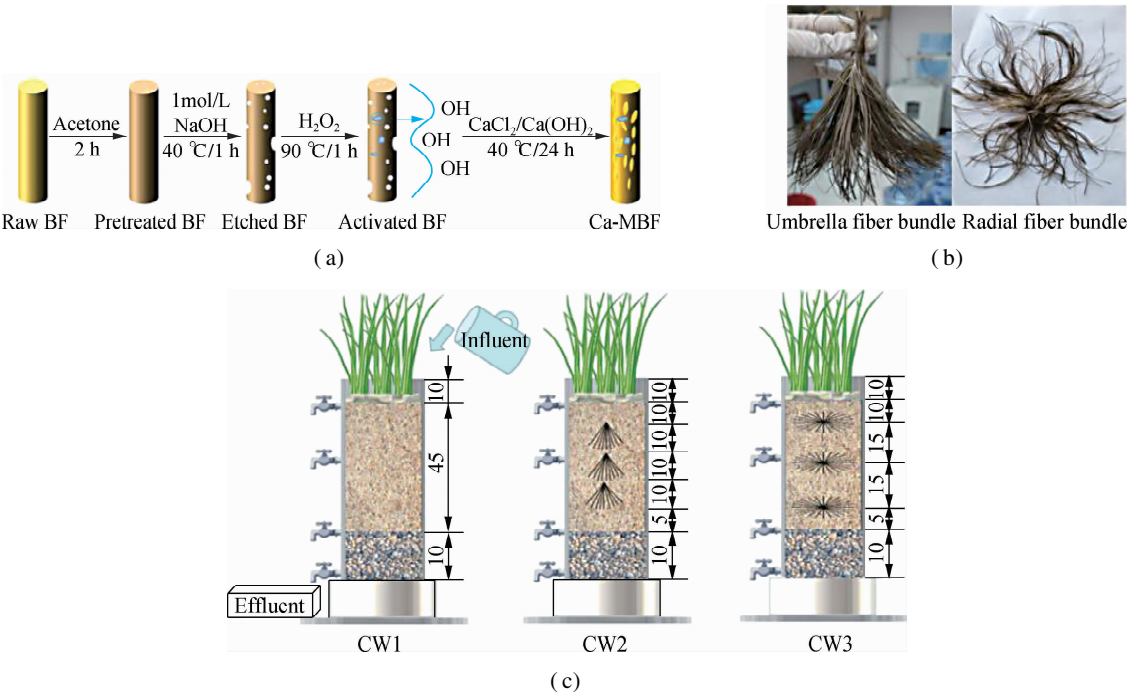 (a)
Acetone
2 h
1mol/L
NaOH
40 ℃/1 h
H₂O₂
90 ℃/1 h
OH
OH
OH
CaCl₂/Ca(OH)₂
40 ℃/24 h
Raw BF
Pretreated BF
Etched BF
Activated BF
Ca-MBF
Umbrella fiber bundle
Radial fiber bundle
(b)
Influent
10
45
10
10
10
10
10
10
5
10
10
10
15
15
5
10
Efflucnt
CW1
CW2
CW3
(c)